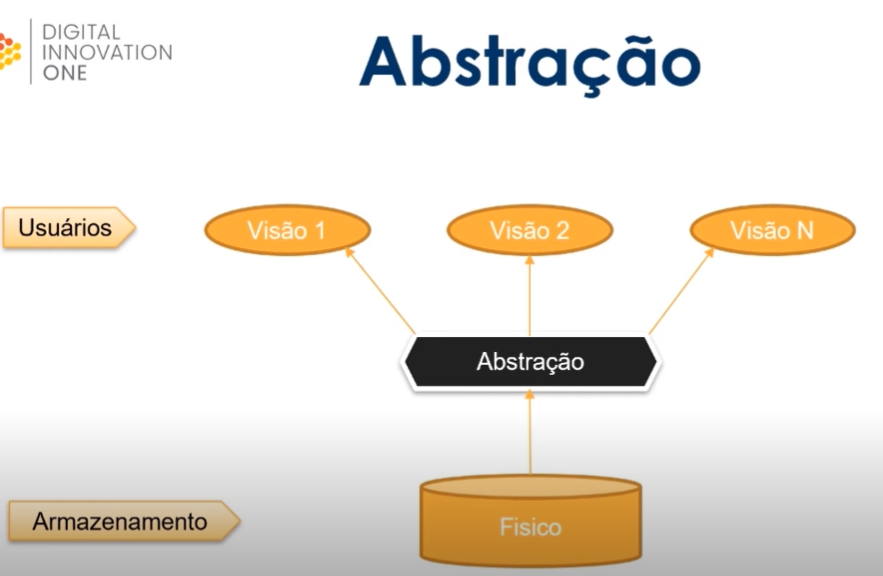 DIGITAL
INNOVATION
ONE
Abstração
Usuários
Visão 1
Visão 2
Visão N
Abstração
Armazenamento
Fisico